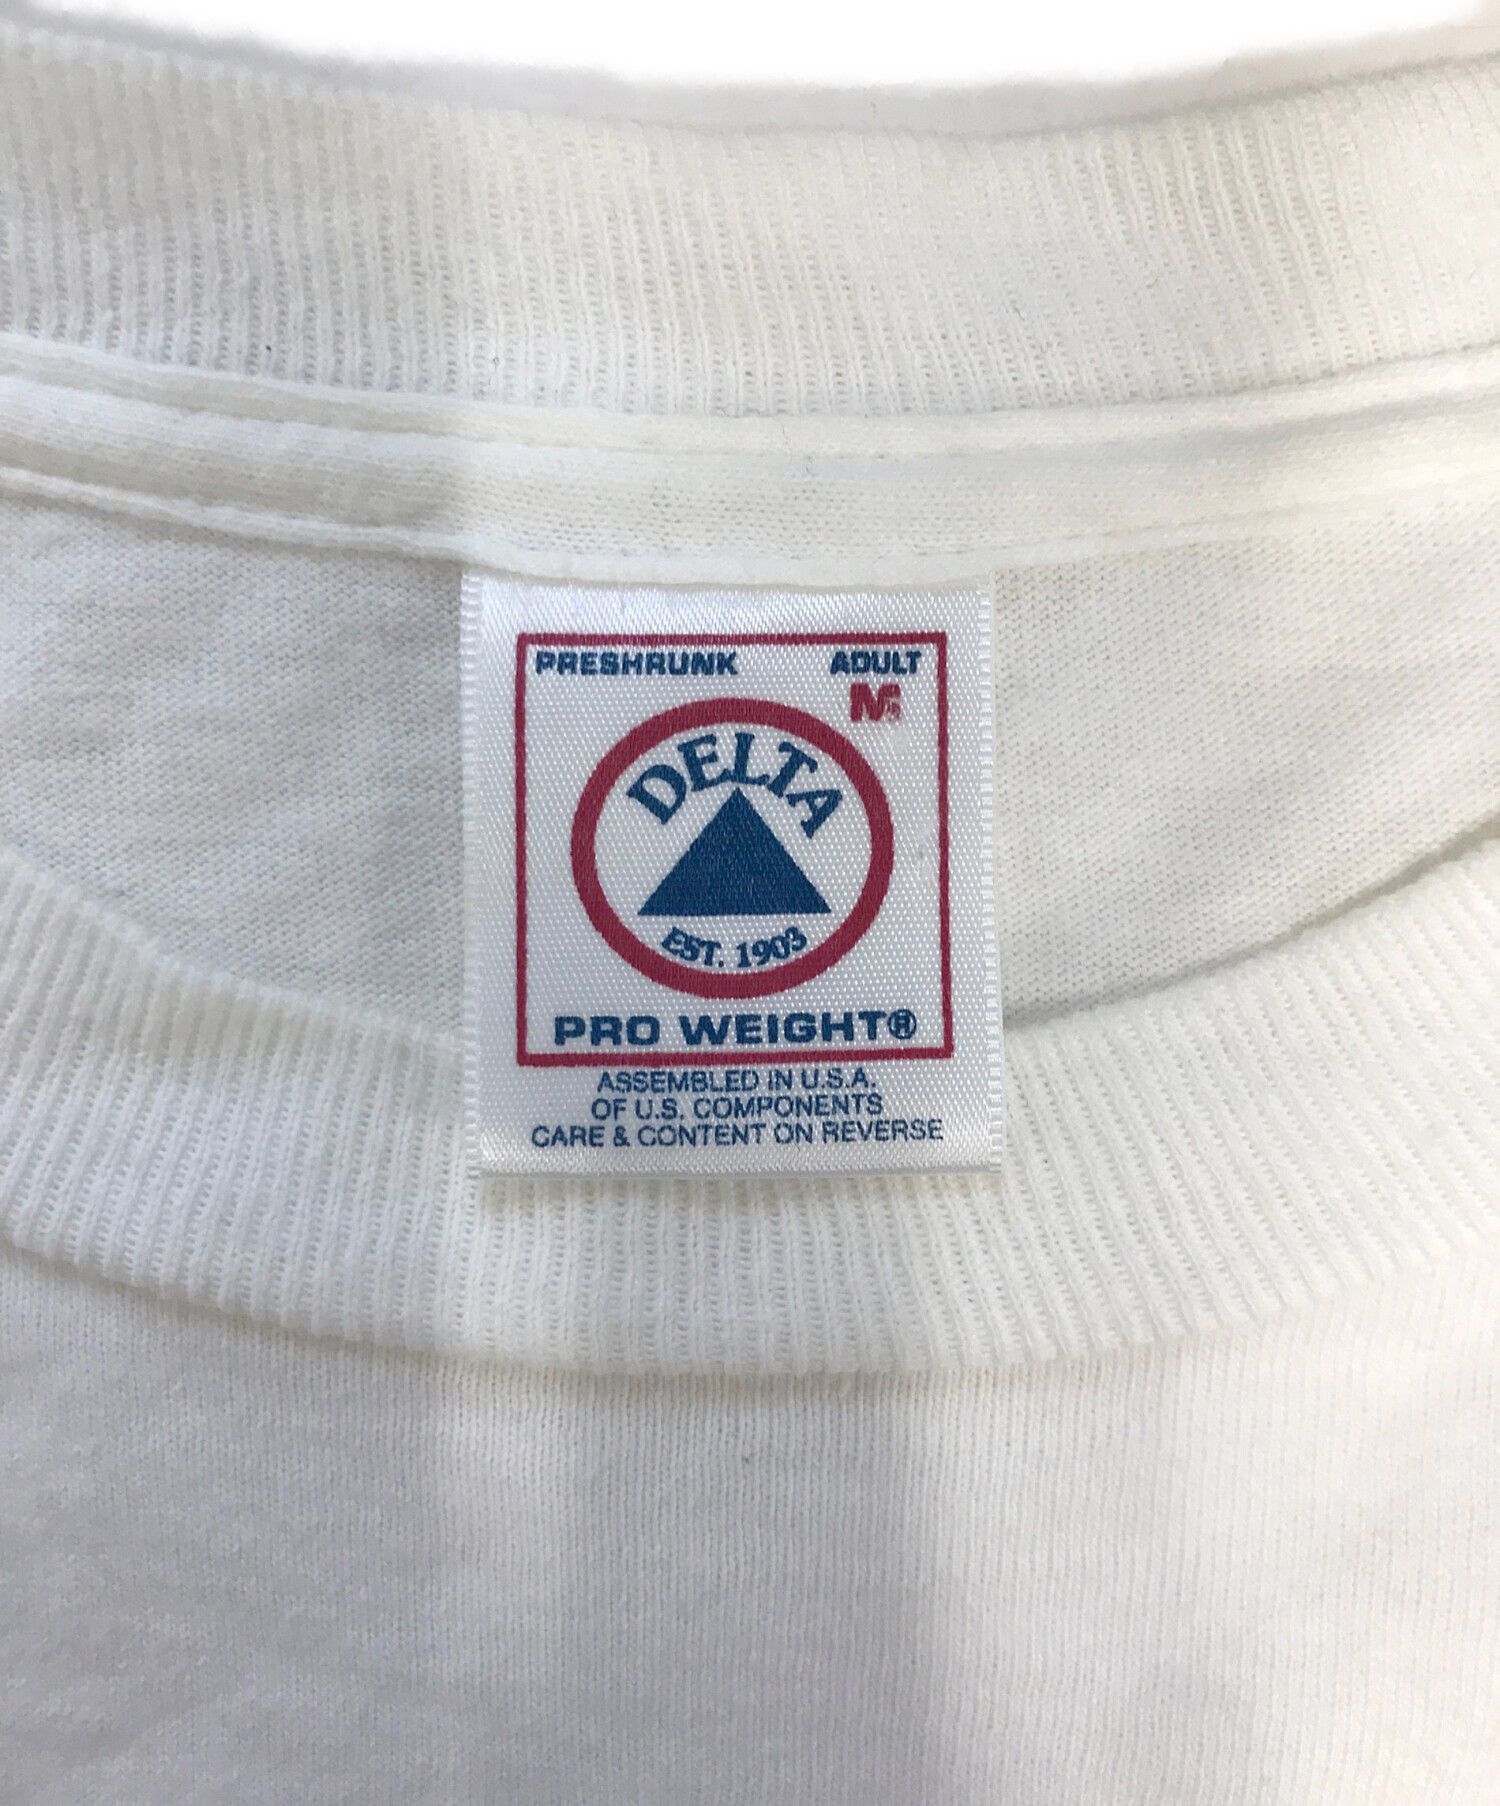 PRESHRUNK ADULT
M
DELTA
EST. 1903
PRO WEIGHT®
ASSEMBLED IN U.S.A.
OF U.S. COMPONENTS
CARE & CONTENT ON REVERSE